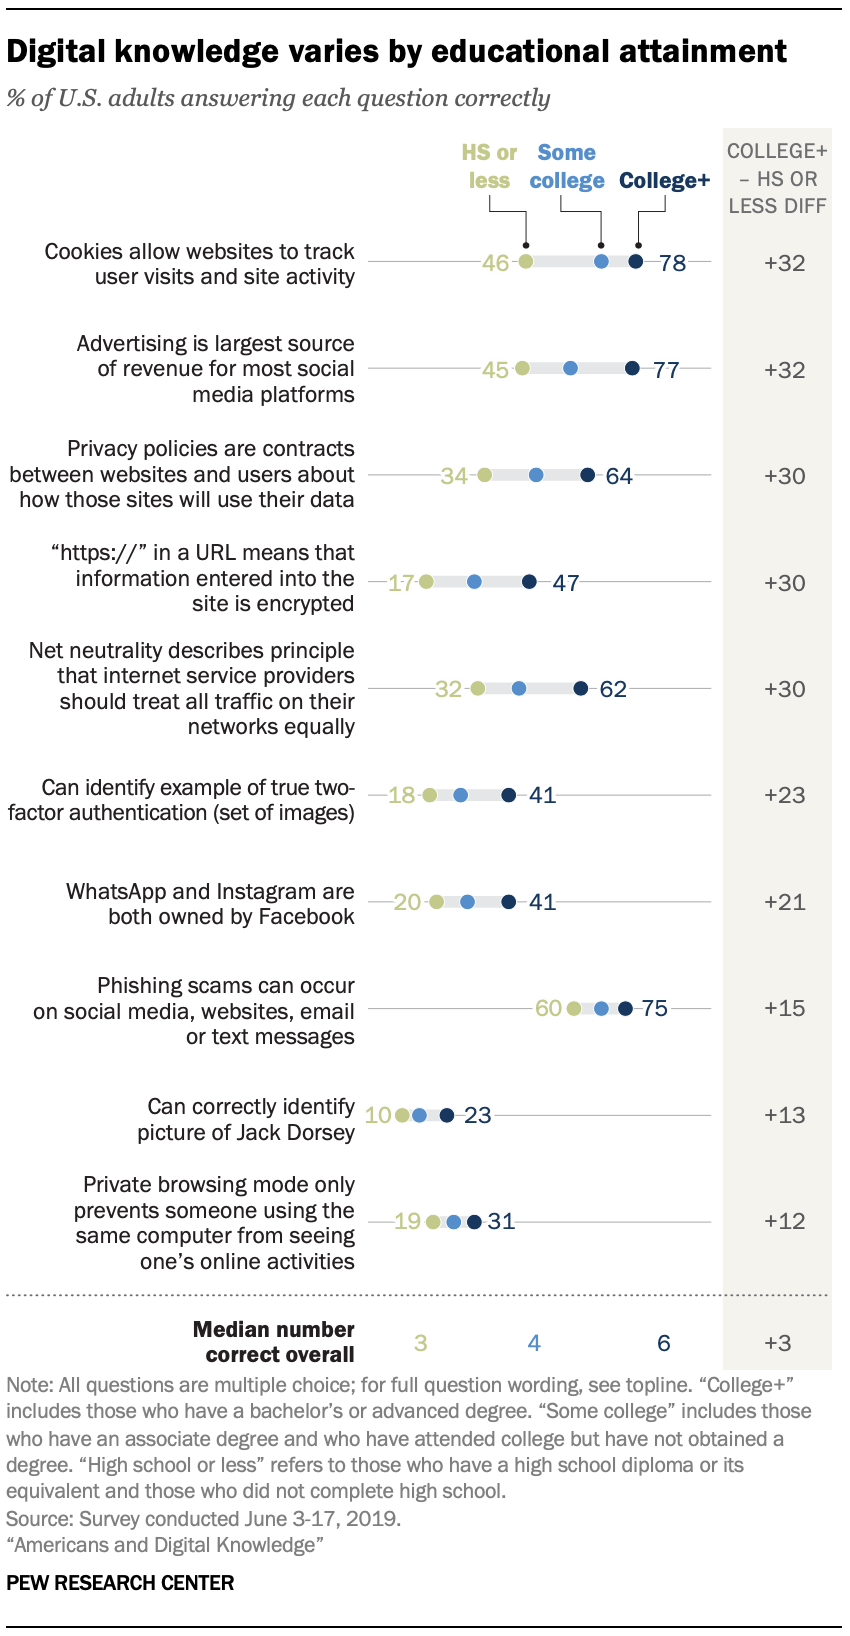 Digital knowledge varies by educational attainment
% of U.S. adults answering each question correctly
HS or less
Some college
College+
COLLEGE+
– HS OR
LESS DIFF
Cookies allow websites to track
user visits and site activity
46
78
+32
Advertising is largest source
of revenue for most social
media platforms
45
77
+32
Privacy policies are contracts
between websites and users about
how those sites will use their data
34
64
+30
“https://” in a URL means that
information entered into the
site is encrypted
17
47
+30
Net neutrality describes principle
that internet service providers
should treat all traffic on their
networks equally
32
62
+30
Can identify example of true two-
factor authentication (set of images)
18
41
+23
WhatsApp and Instagram are
both owned by Facebook
20
41
+21
Phishing scams can occur
on social media, websites, email
or text messages
60
75
+15
Can correctly identify
picture of Jack Dorsey
10
23
+13
Private browsing mode only
prevents someone using the
same computer from seeing
one’s online activities
19
31
+12
Median number
correct overall
3
4
6
+3
Note: All questions are multiple choice; for full question wording, see topline. “College+”
includes those who have a bachelor’s or advanced degree. “Some college” includes those
who have an associate degree and who have attended college but have not obtained a
degree. “High school or less” refers to those who have a high school diploma or its
equivalent and those who did not complete high school.
Source: Survey conducted June 3-17, 2019.
“Americans and Digital Knowledge”
PEW RESEARCH CENTER